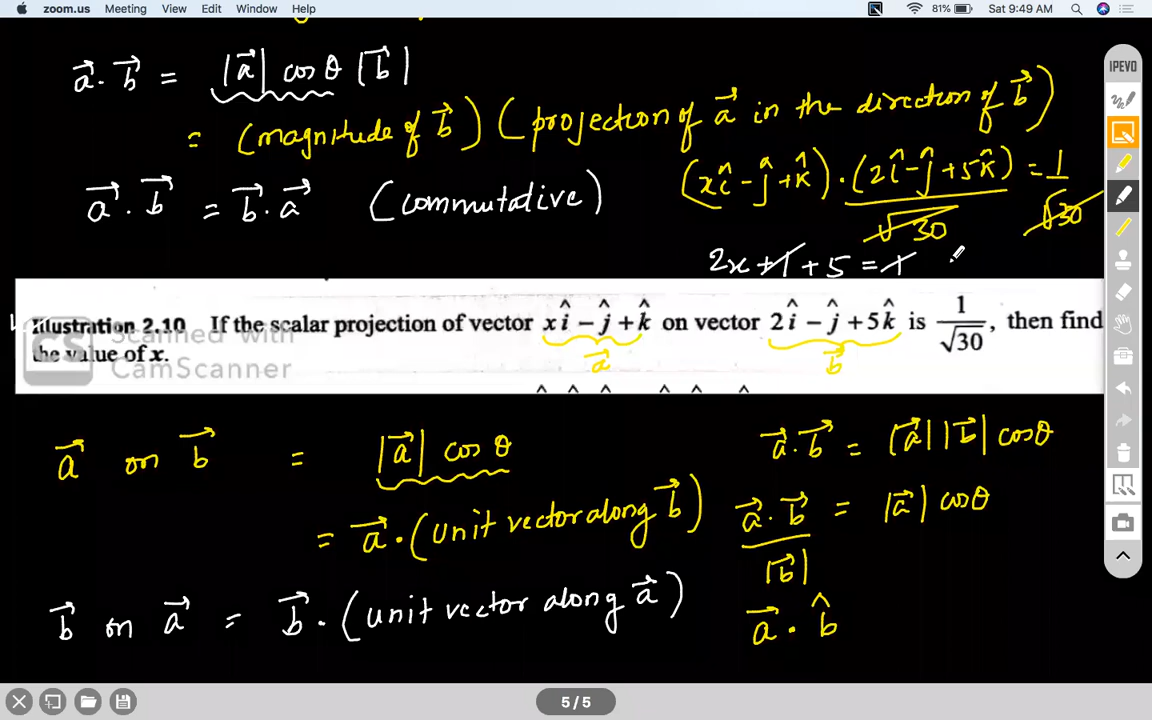 zoom.us Meeting View Edit Window Help 81% Sat 9:49 AM
IPEVO
a⃗ · b⃗ = |a⃗| cos θ |b⃗|
= (magnitude of b⃗) (projection of a⃗ in the direction of b⃗)
a⃗ · b⃗ = b⃗ · a⃗ (commutative)
(xî - ĵ + k̂) · (2î - ĵ + 5k̂)/√30 = 1/√30
2x + 1 + 5 = 1
Illustration 2.10 If the scalar projection of vector x î − ĵ + k̂ on vector 2 î − ĵ + 5 k̂ is 1/√30, then find
the value of x.
a⃗ b⃗
CS Scanned with
CamScanner
a⃗ on b⃗ = |a⃗| cos θ
= a⃗ · (unit vector along b⃗)
b⃗ on a⃗ = b⃗ · (unit vector along a⃗)
a⃗ · b⃗ = |a⃗| |b⃗| cos θ
a⃗ · b⃗ / |b⃗| = |a⃗| cos θ
a⃗ · b̂
5/5